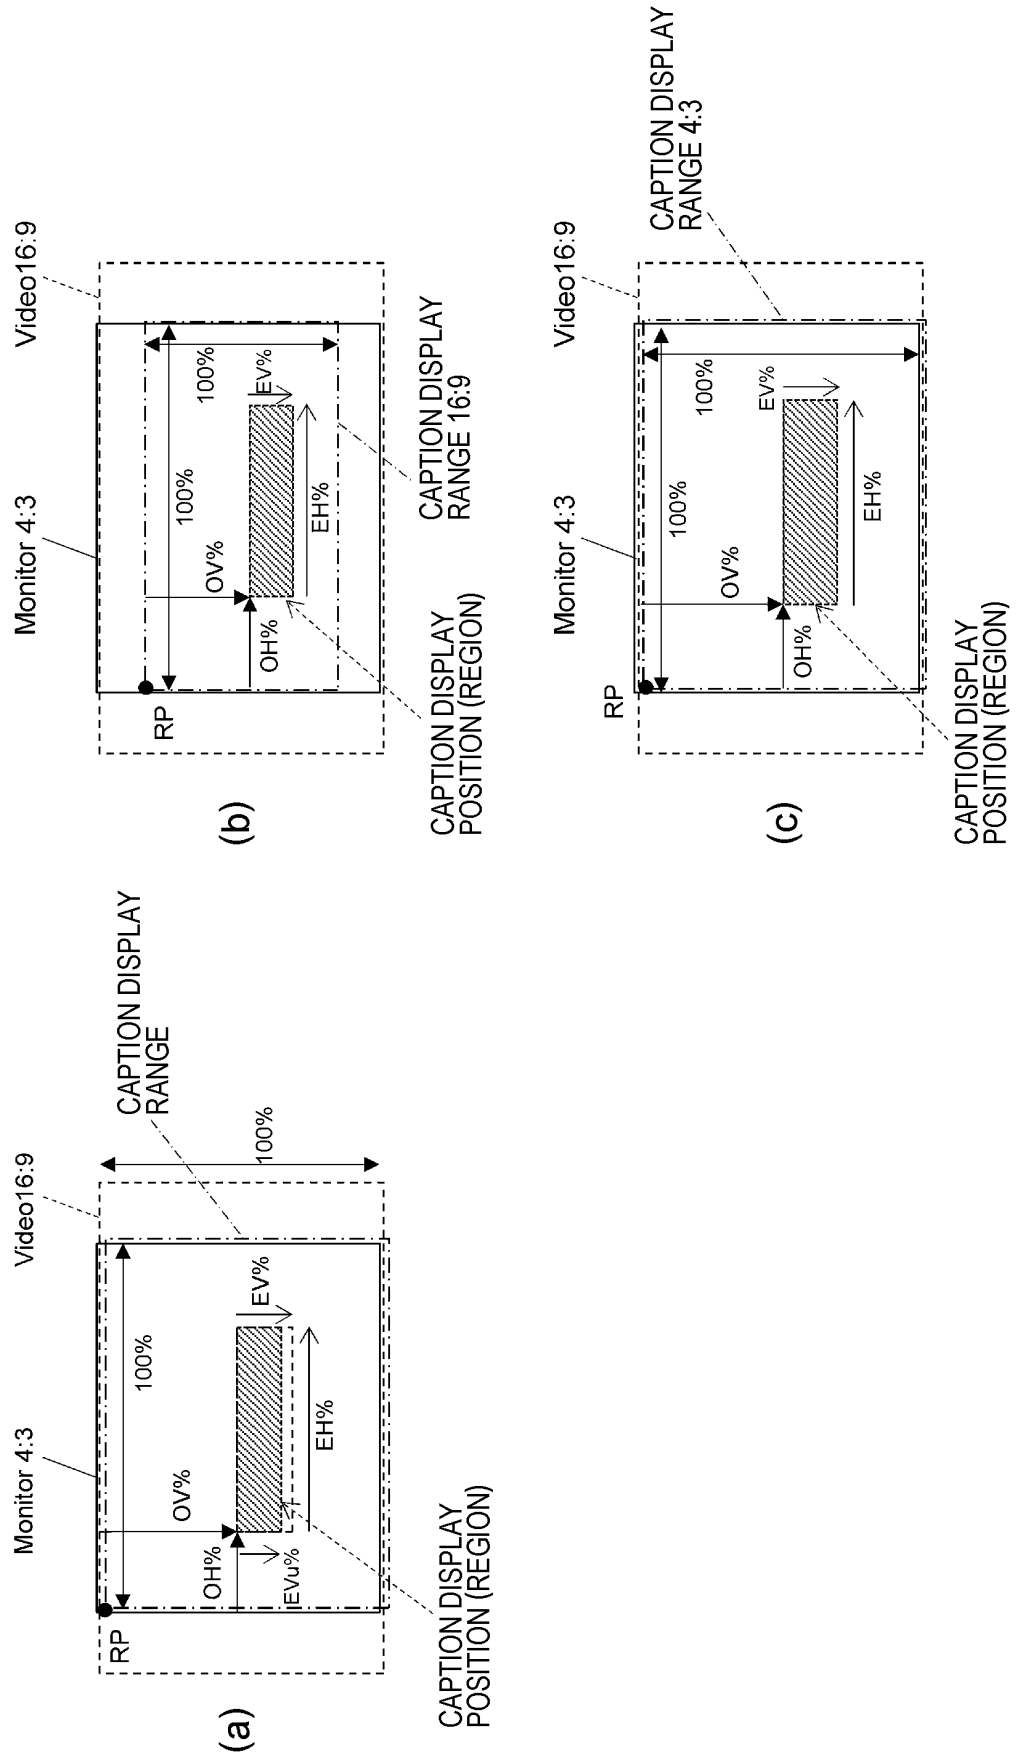 (a)
Monitor 4:3
Video16:9
RP
100%
100%
OV%
OH%
EVu%
EV%
EH%
CAPTION DISPLAY
RANGE
CAPTION DISPLAY
POSITION (REGION)
(b)
Monitor 4:3
Video16:9
RP
100%
100%
OV%
OH%
EV%
EH%
CAPTION DISPLAY
RANGE 16:9
CAPTION DISPLAY
POSITION (REGION)
(c)
Monitor 4:3
Video16:9
RP
100%
100%
OV%
OH%
EV%
EH%
CAPTION DISPLAY
RANGE 4:3
CAPTION DISPLAY
POSITION (REGION)